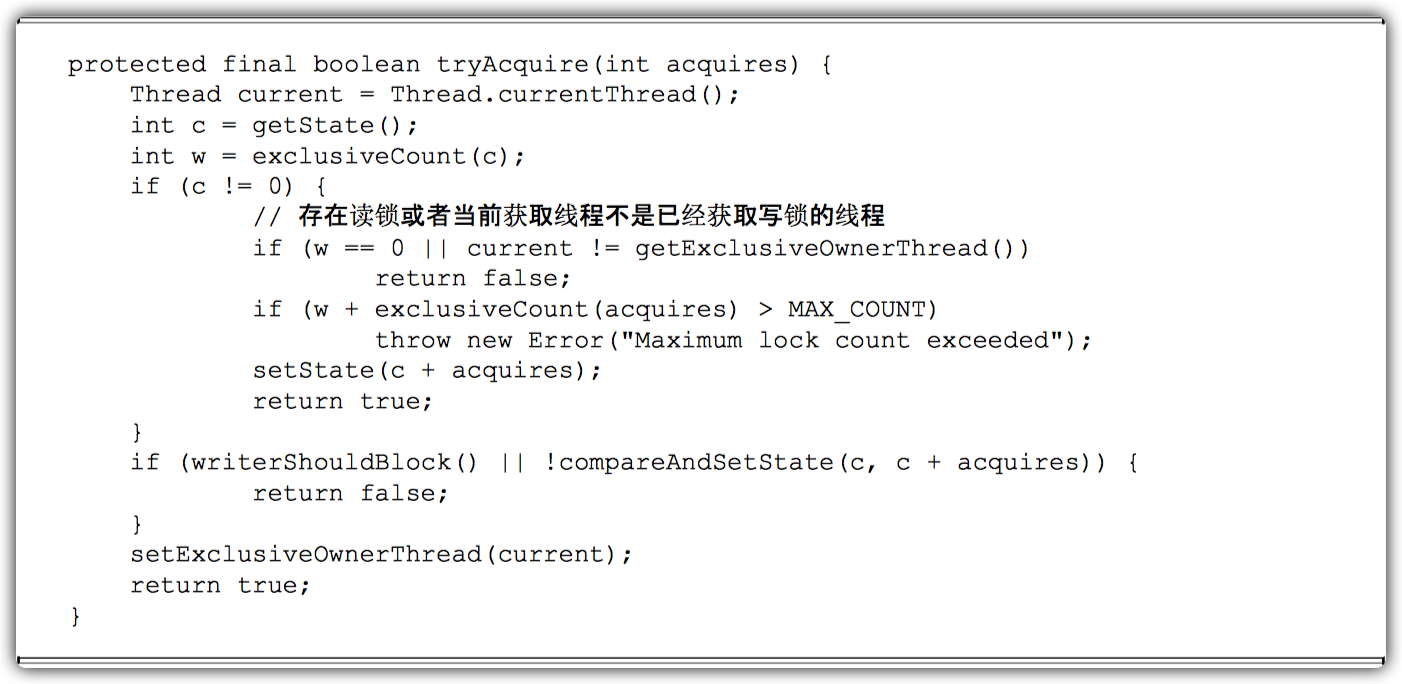 protected final boolean tryAcquire(int acquires) {
Thread current = Thread.currentThread();
int c = getState();
int w = exclusiveCount(c);
if (c != 0) {
// 存在读锁或者当前获取线程不是已经获取写锁的线程
if (w == 0 || current != getExclusiveOwnerThread())
return false;
if (w + exclusiveCount(acquires) > MAX_COUNT)
throw new Error("Maximum lock count exceeded");
setState(c + acquires);
return true;
}
if (writerShouldBlock() || !compareAndSetState(c, c + acquires)) {
return false;
}
setExclusiveOwnerThread(current);
return true;
}